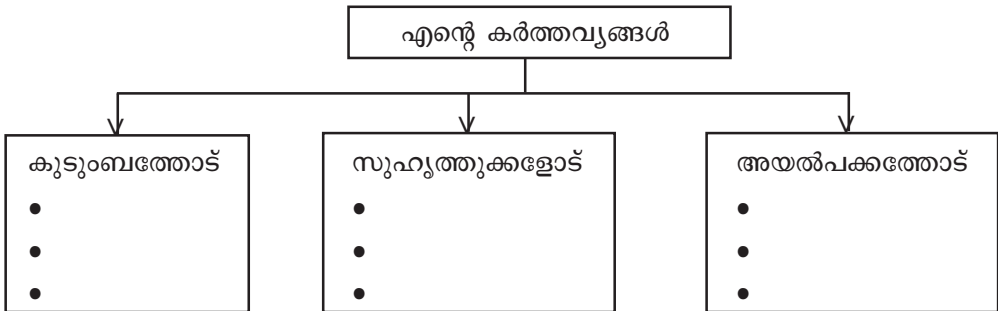 എന്റെ കർത്തവ്യങ്ങൾ
കുടുംബത്തോട്
സുഹൃത്തുക്കളോട്
അയൽപക്കത്തോട്